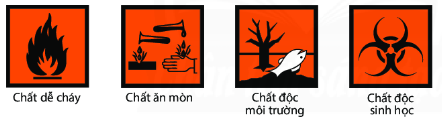 Chất dễ cháy
Chất ăn mòn
Chất độc
môi trường
Chất độc
sinh học